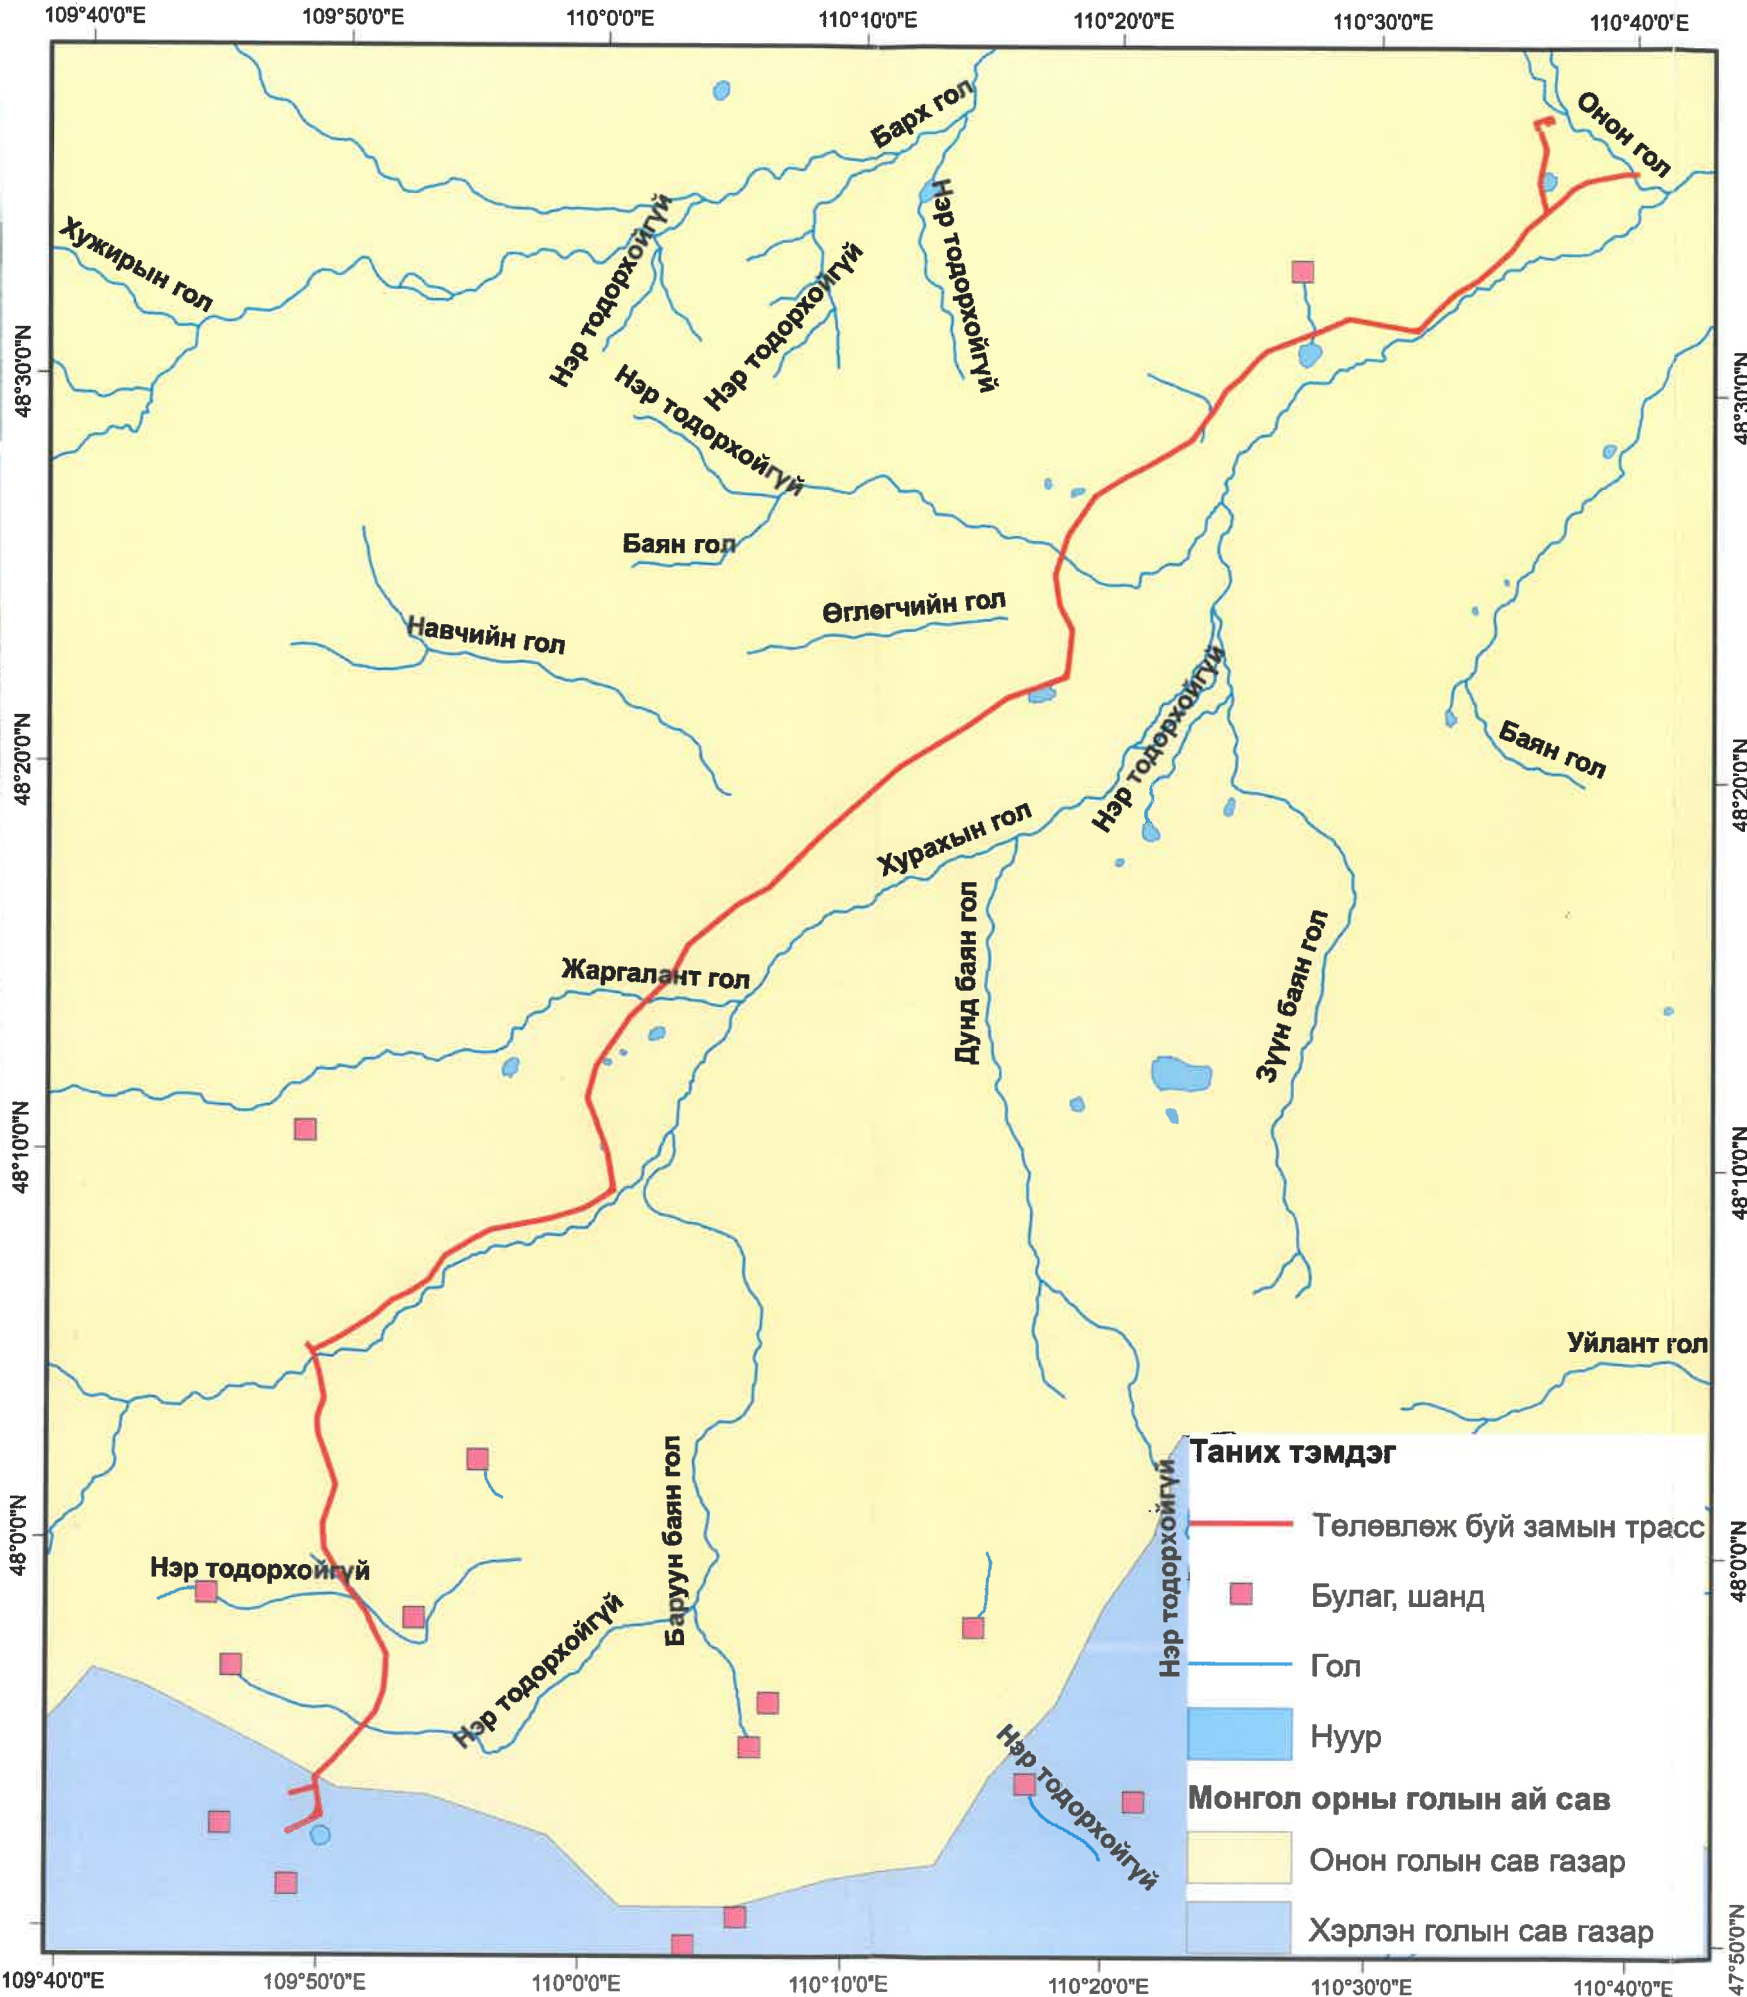 109°40'0"E
109°50'0"E
110°0'0"E
110°10'0"E
110°20'0"E
110°30'0"E
110°40'0'E
Онон гол
Барх гол
Нэр тодорхойгүй
Нэр тодорхойгүй
Нэр тодорхойгүй
Хужирын гол
48°30'0"N
48°30'0"N
Нэр тодорхойгүй
Баян гол
Өглөгчийн гол
Навчийн гол
Нэр тодорхойгүй
48°20'0"N
48°20'0"N
Баян гол
Хурахын гол
Жаргалант гол
Дунд баян гол
Зүүн баян гол
48°10'0"N
48°10'0"N
Уйлант гол
Баруун баян гол
48°0'0"N
48°0'0"N
Нэр тодорхойгүй
Нэр тодорхойгүй
Нэр тодорхойгүй
Нэр тодорхойгүй
Таних тэмдэг
Төлөвлөж буй замын трасс
Булаг, шанд
Гол
Нуур
Монгол орны голын ай сав
Онон голын сав газар
Хэрлэн голын сав газар
47°50'0"N
109°40'0"E
109°50'0"E
110°0'0"E
110°10'0"E
110°20'0"E
110°30'0"E
110°40'0"E